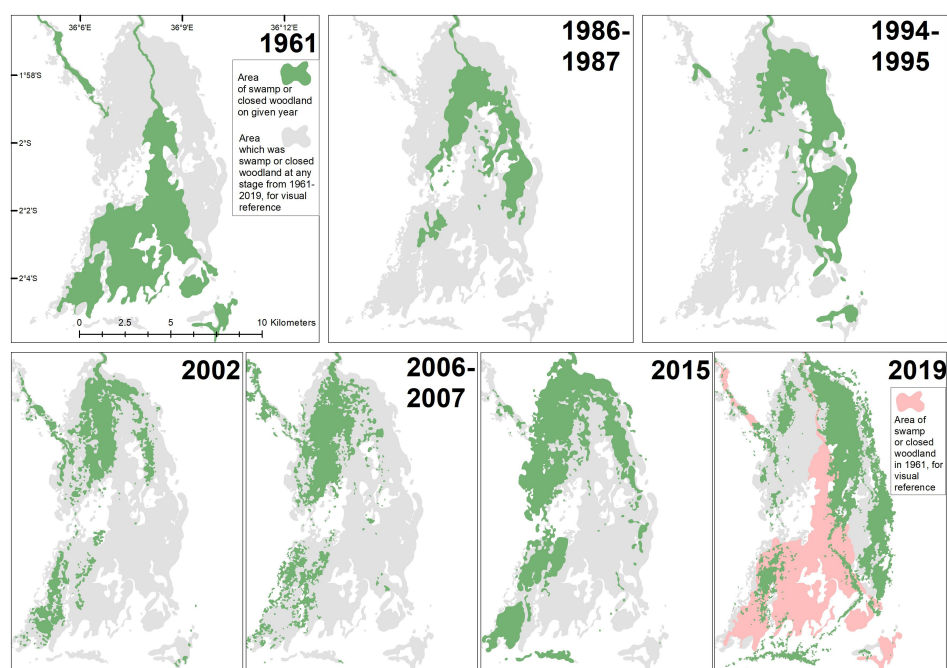 36°6'E
36°9'E
36°12'E
1961
1°58'S
2°S
2°2'S
2°4'S
Area
of swamp or
closed woodland
on given year
Area
which was
swamp or closed
woodland at any
stage from 1961-
2019, for visual
reference
0 2.5 5 10 Kilometers
1986-
1987
1994-
1995
2002
2006-
2007
2015
2019
Area of
swamp
or closed
woodland
in 1961, for
visual
reference